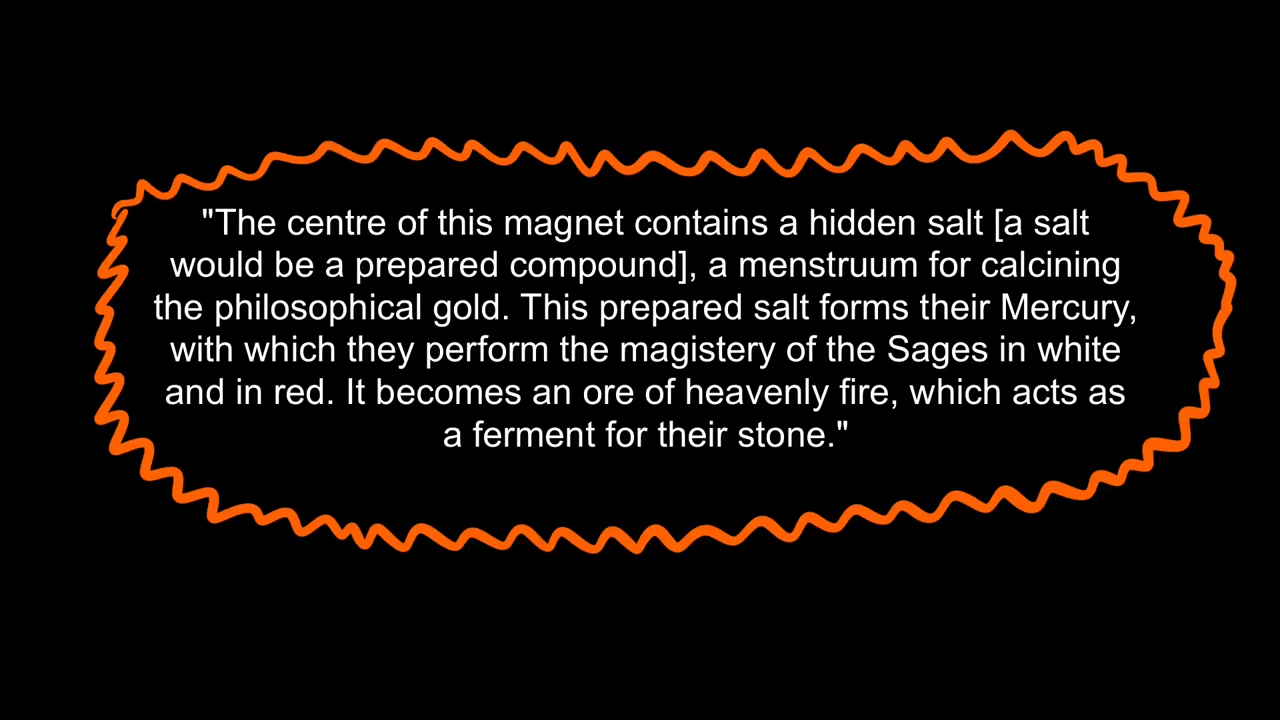 "The centre of this magnet contains a hidden salt [a salt
would be a prepared compound], a menstruum for calcining
the philosophical gold. This prepared salt forms their Mercury,
with which they perform the magistery of the Sages in white
and in red. It becomes an ore of heavenly fire, which acts as
a ferment for their stone."